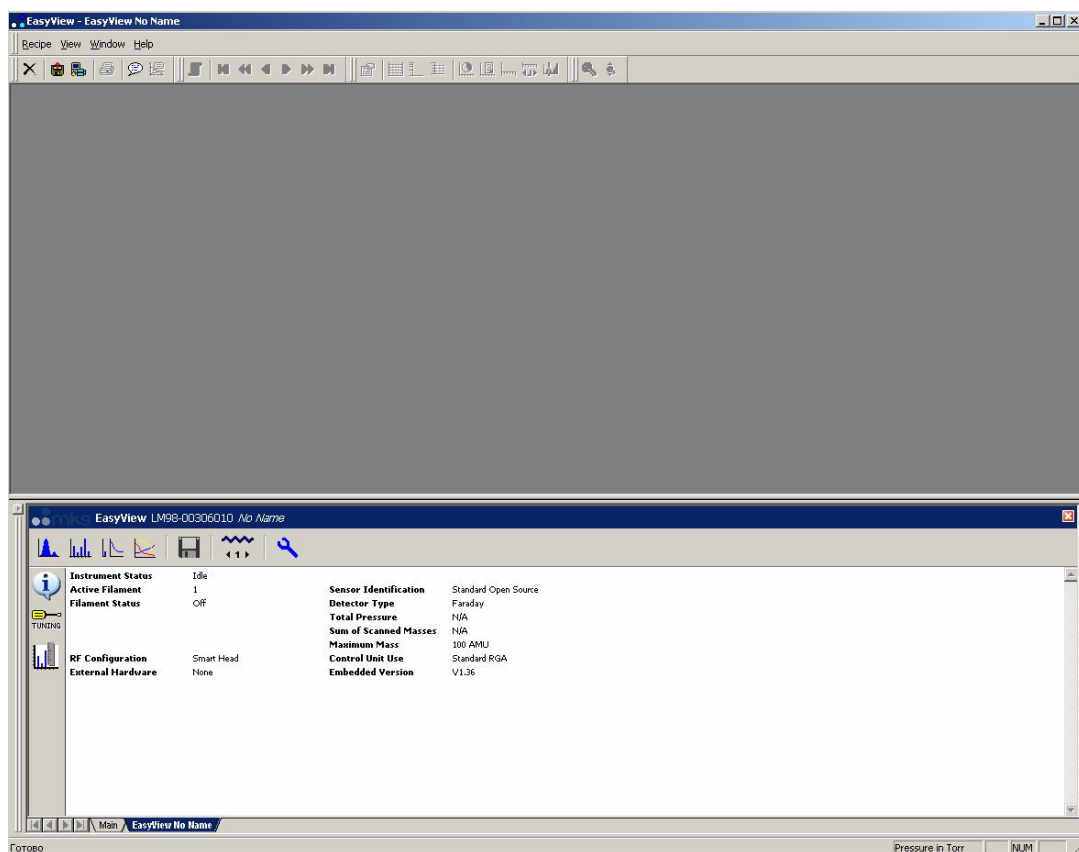 EasyView - EasyView No Name
Recipe View Window Help
mks EasyView LM98-00306010 No Name
1
Instrument Status Idle
Active Filament 1 Sensor Identification Standard Open Source
Filament Status Off Detector Type Faraday
TUNING
Total Pressure N/A
Sum of Scanned Masses N/A
Maximum Mass 100 AMU
RF Configuration Smart Head Control Unit Use Standard RGA
External Hardware None Embedded Version V1.36
Main EasyView No Name
Готово Pressure in Torr NUM